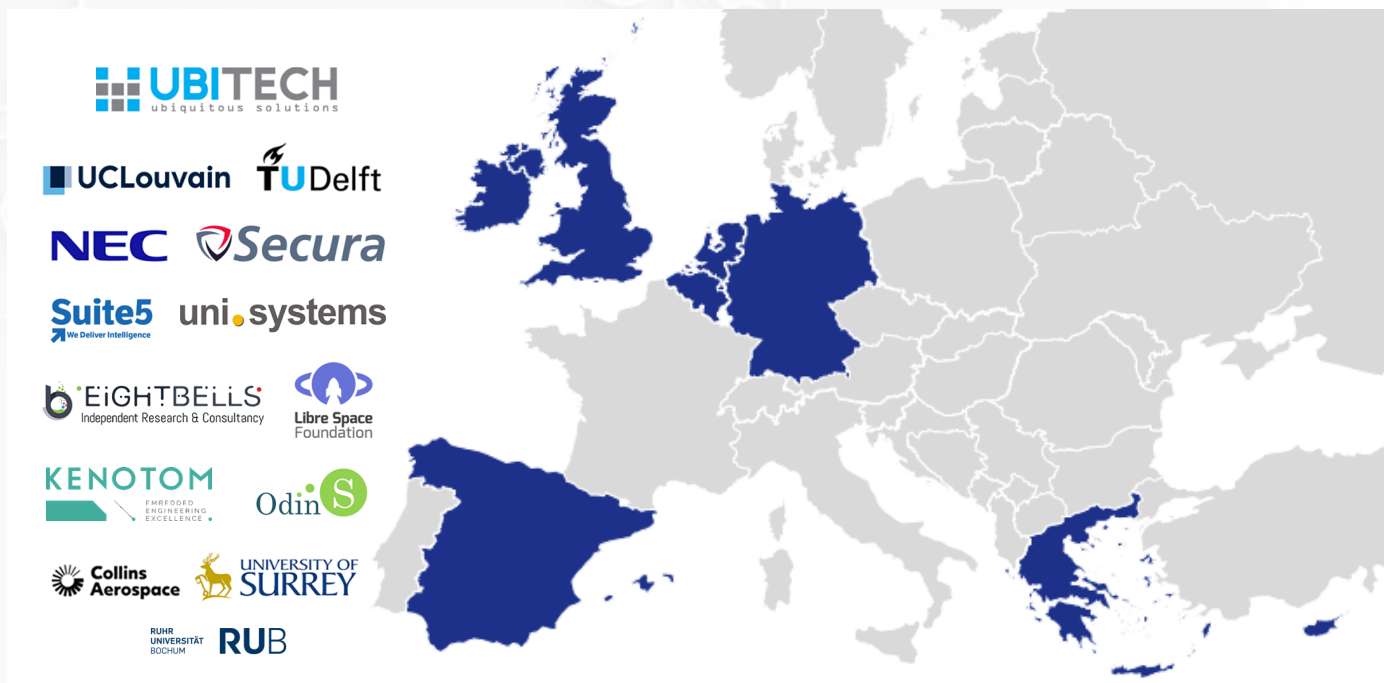 UBITECH
ubiquitous solutions
UCLouvain TU Delft
NEC Secura
Suite5 uni.systems
We Deliver Intelligence
EiGHTBELLS
Independent Research & Consultancy
Libre Space
Foundation
KENOTOM
EMBEDDED
ENGINEERING
EXCELLENCE
OdinS
Collins
Aerospace
UNIVERSITY OF
SURREY
RUHR
UNIVERSITÄT
BOCHUM
RUB